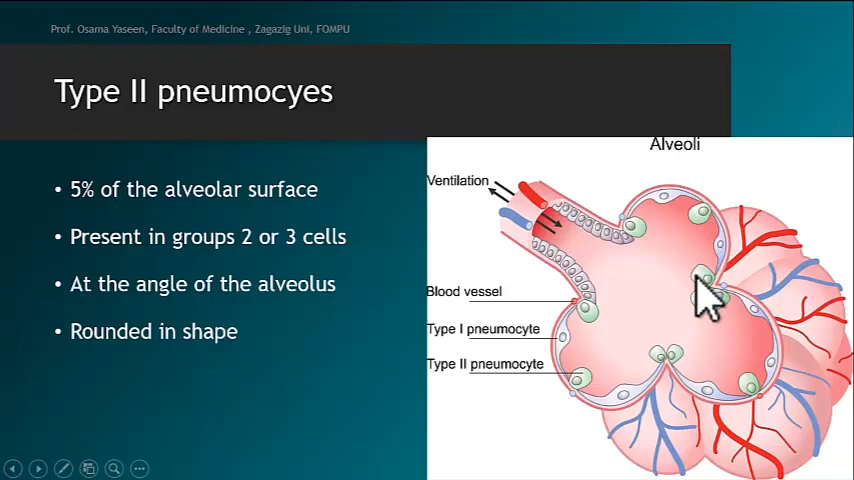 Prof. Osama Yaseen, Faculty of Medicine , Zagazig Uni, FOMPU
Type II pneumocyes
• 5% of the alveolar surface
• Present in groups 2 or 3 cells
• At the angle of the alveolus
• Rounded in shape
Alveoli
Ventilation
Blood vessel
Type I pneumocyte
Type II pneumocyte